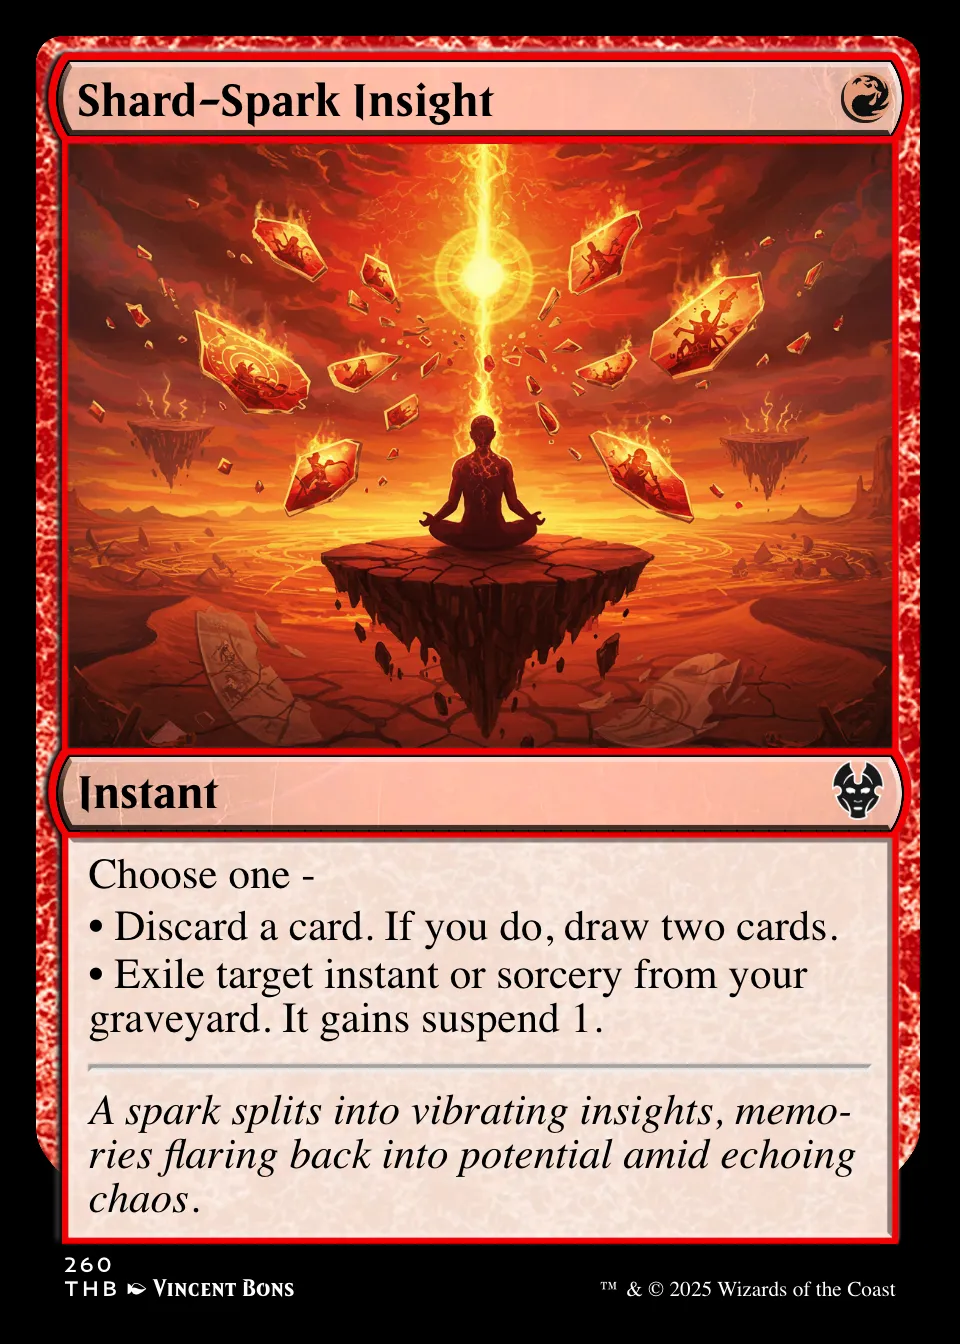 Shard-Spark Insight
Instant
Choose one -
• Discard a card. If you do, draw two cards.
• Exile target instant or sorcery from your
graveyard. It gains suspend 1.
A spark splits into vibrating insights, memo-
ries flaring back into potential amid echoing
chaos.
260
THB VINCENT BONS
™ & © 2025 Wizards of the Coast